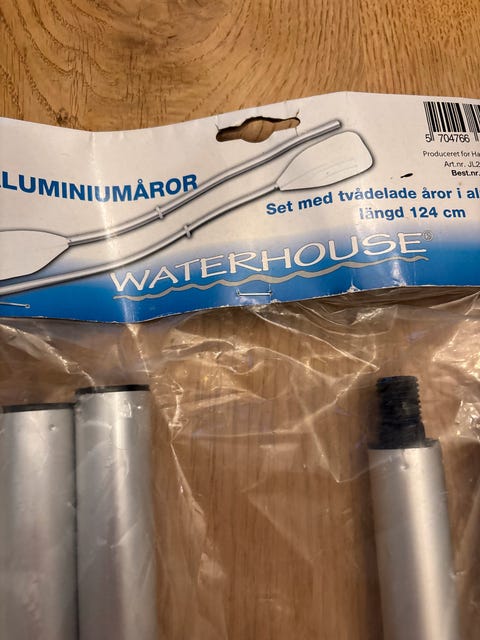 LUMINIUMÅROR
5 704766
Produceret for Ha
Art.nr. JL2
Best.nr.
Set med tvådelade åror i al
längd 124 cm
WATERHOUSE®